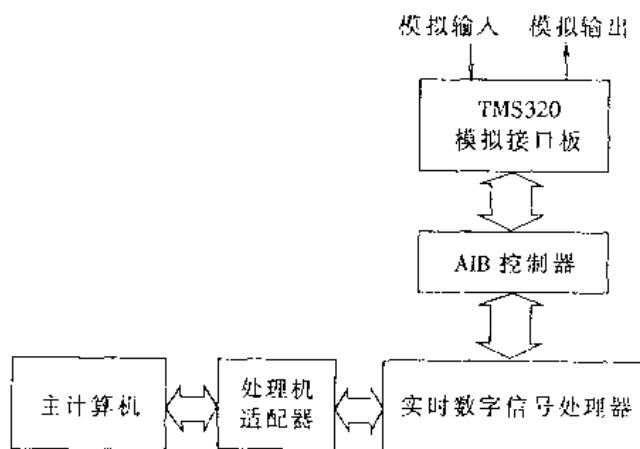 模拟输入 模拟输出
TMS320
模拟接口板
AIB 控制器
主计算机
处理机
适配器
实时数字信号处理器